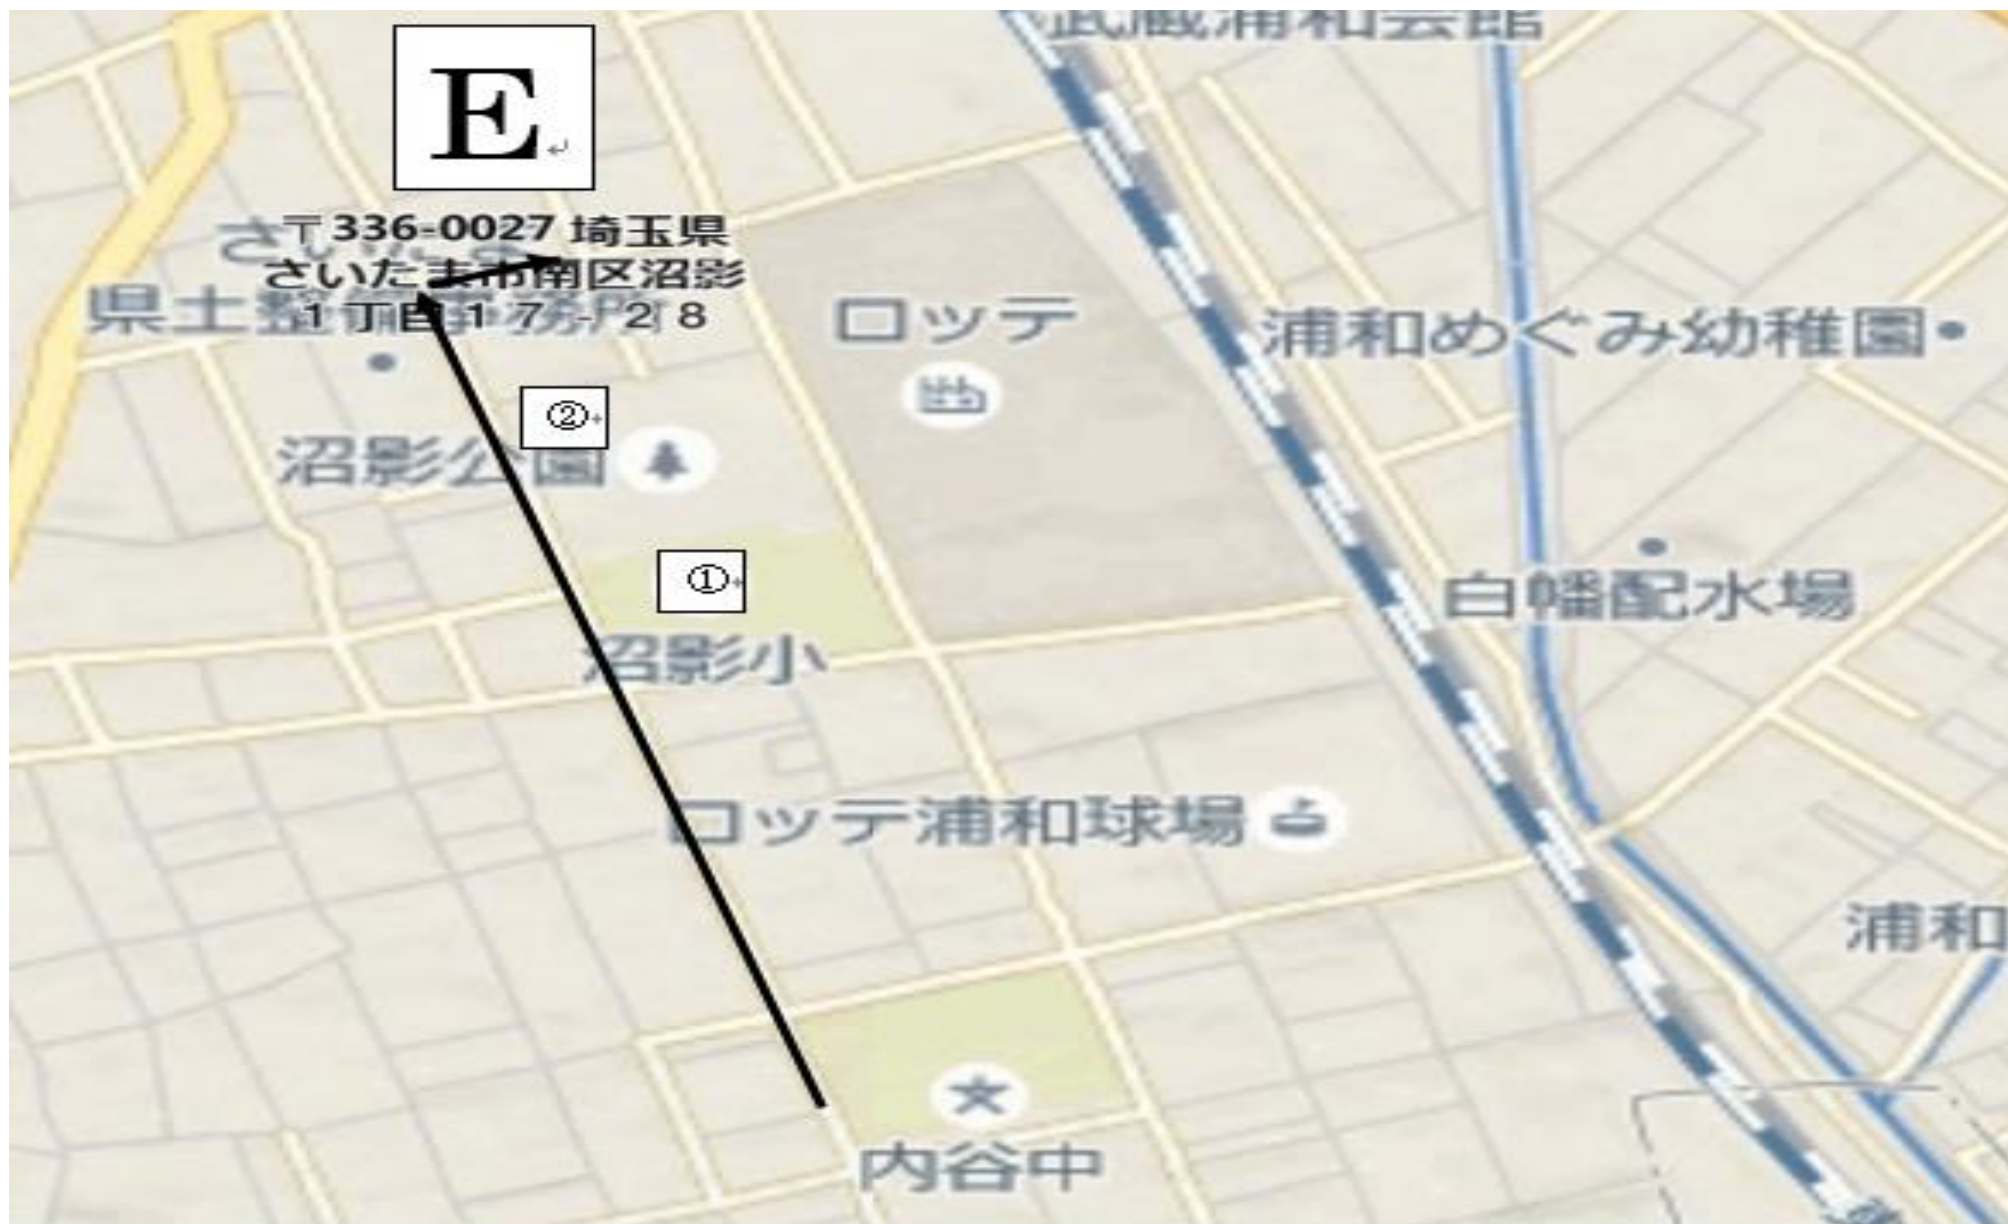 武蔵浦和会館
E
〒336-0027 埼玉県
さいたま市南区沼影
1丁目17-28
県土整備事務所
ロッテ
浦和めぐみ幼稚園
②
沼影公園
①
白幡配水場
沼影小
ロッテ浦和球場
浦和
内谷中